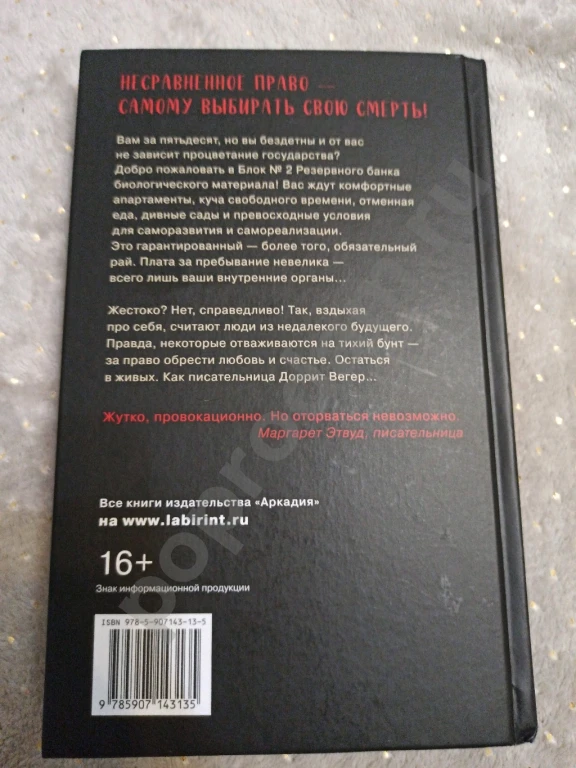 НЕСРАВНЕННОЕ ПРАВО —
САМОМУ ВЫБИРАТЬ СВОЮ СМЕРТЬ!
Вам за пятьдесят, но вы бездетны и от вас
не зависит процветание государства?
Добро пожаловать в Блок № 2 Резервного банка
биологического материала! Вас ждут комфортные
апартаменты, куча свободного времени, отменная
еда, дивные сады и превосходные условия
для саморазвития и самореализации.
Это гарантированный — более того, обязательный
рай. Плата за пребывание невелика —
всего лишь ваши внутренние органы...
Жестоко? Нет, справедливо! Так, вздыхая
про себя, считают люди из недалекого будущего.
Правда, некоторые отваживаются на тихий бунт —
за право обрести любовь и счастье. Остаться
в живых. Как писательница Доррит Вегер...
Жутко, провокационно. Но оторваться невозможно.
Маргарет Этвуд, писательница
Все книги издательства «Аркадия»
на www.labirint.ru
16+
Знак информационной продукции
ISBN 978-5-907143-13-5
9 785907 143135